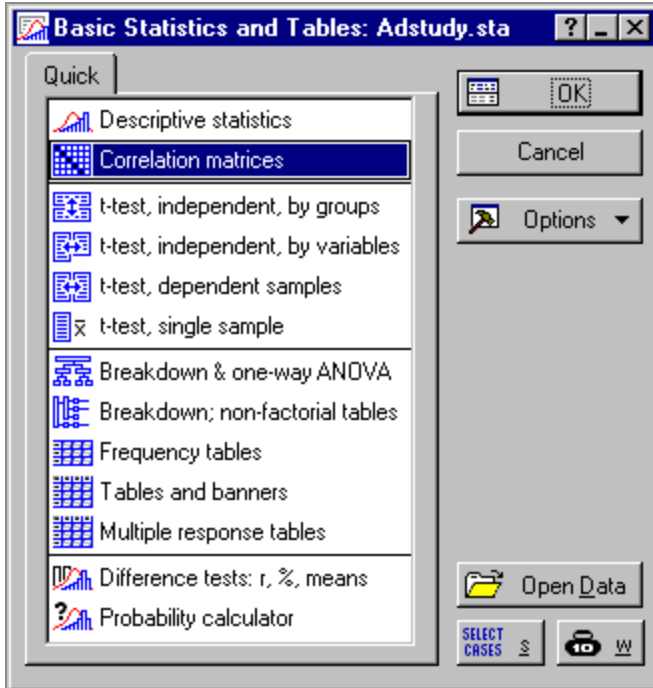 Basic Statistics and Tables: Adstudy.sta
Quick
Descriptive statistics
Correlation matrices
t-test, independent, by groups
t-test, independent, by variables
t-test, dependent samples
x̄ t-test, single sample
Breakdown & one-way ANOVA
Breakdown; non-factorial tables
Frequency tables
Tables and banners
Multiple response tables
Difference tests: r, %, means
? Probability calculator
OK
Cancel
Options
Open Data
SELECT
CASES S
10 W